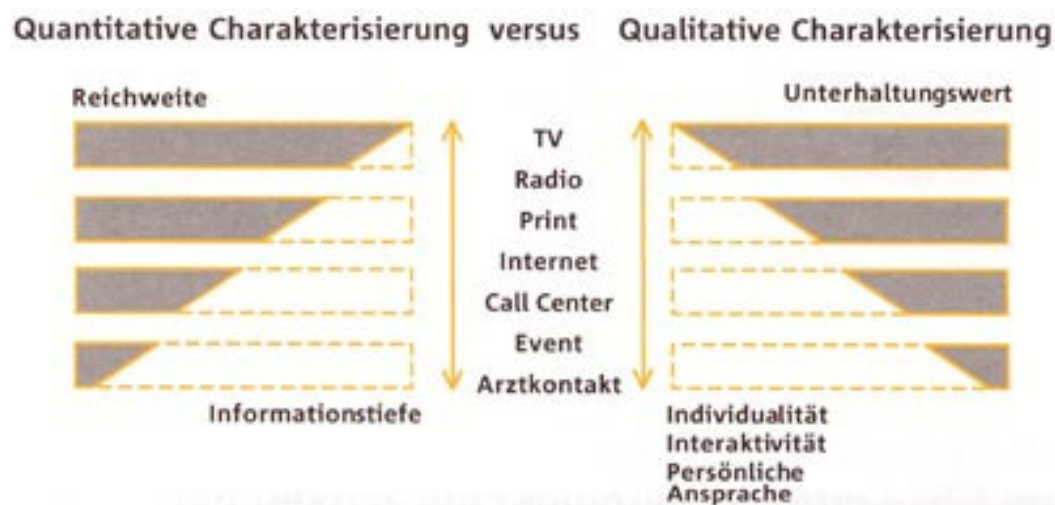 Quantitative Charakterisierung versus Qualitative Charakterisierung
Reichweite
Unterhaltungswert
TV
Radio
Print
Internet
Call Center
Event
Arztkontakt
Informationstiefe
Individualität
Interaktivität
Persönliche
Ansprache